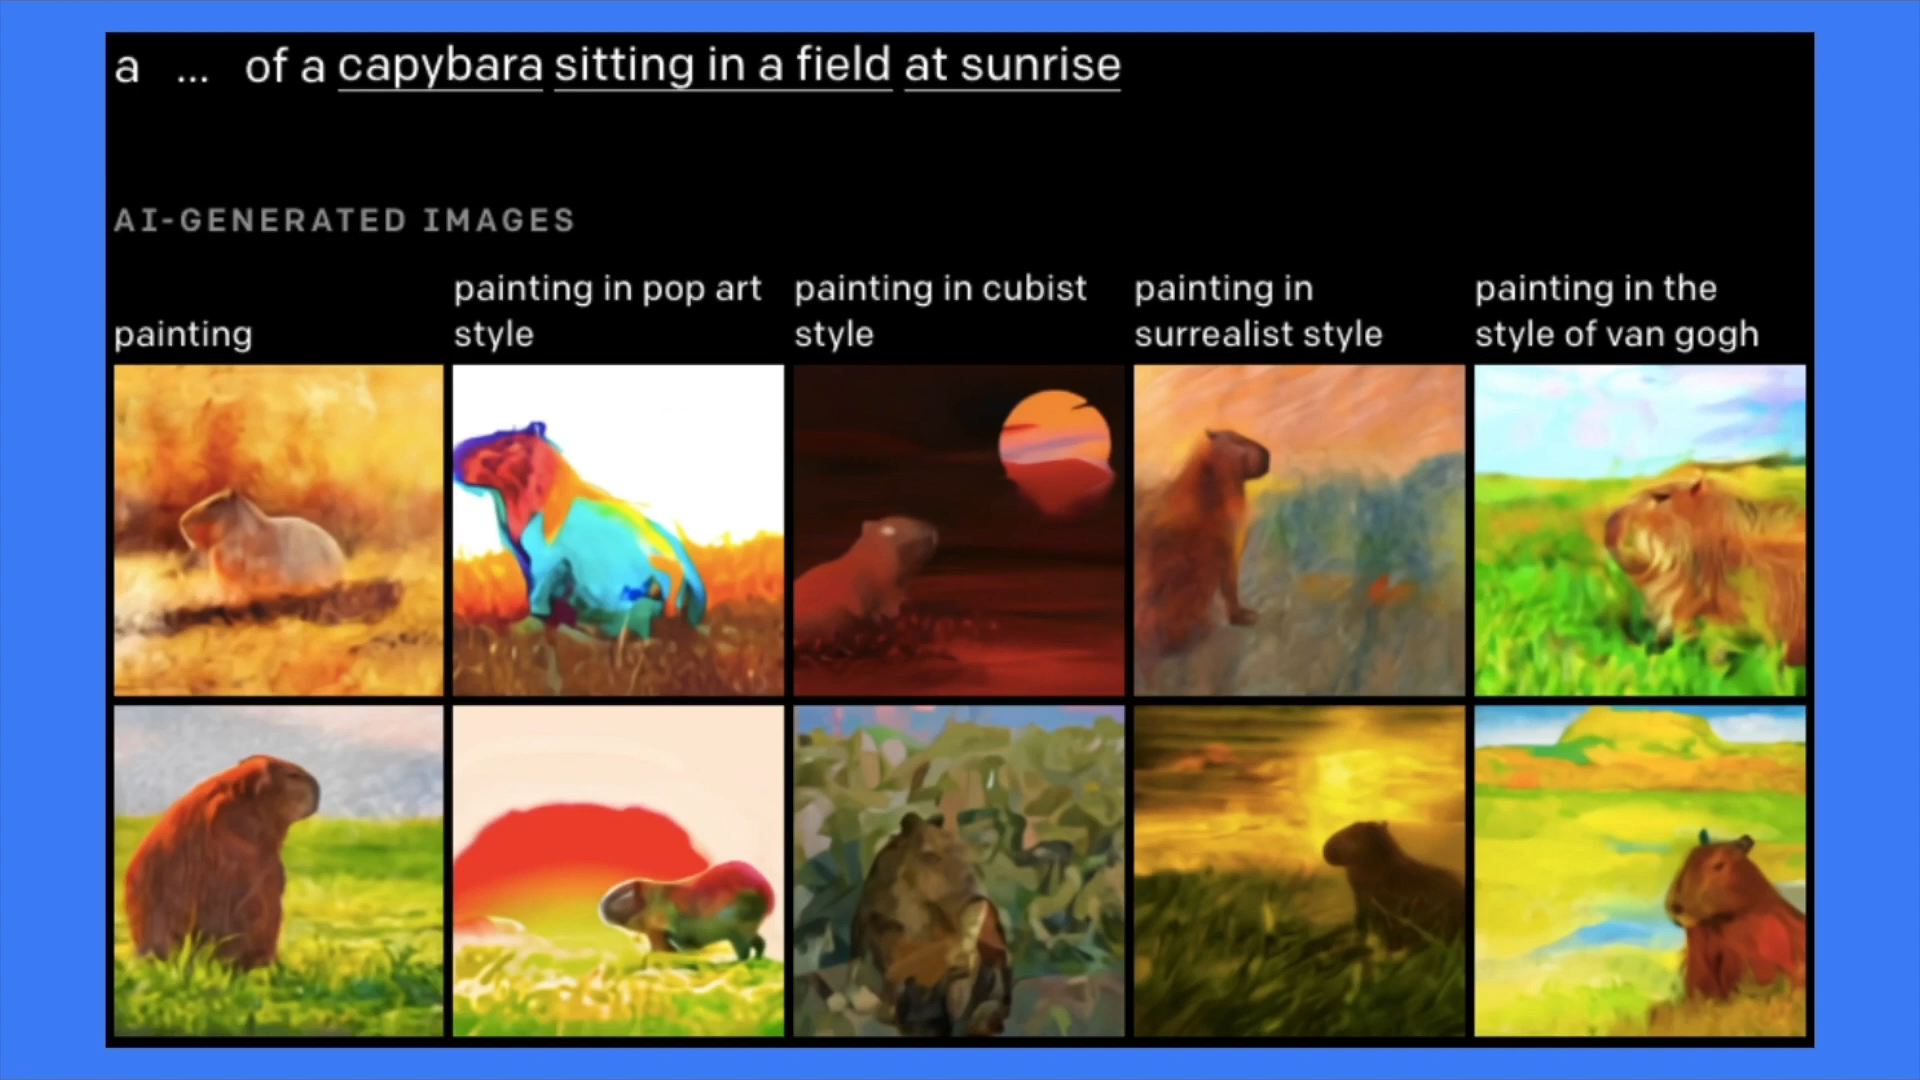 a ... of a capybara sitting in a field at sunrise
AI-GENERATED IMAGES
painting
painting in pop art
style
painting in cubist
style
painting in
surrealist style
painting in the
style of van gogh